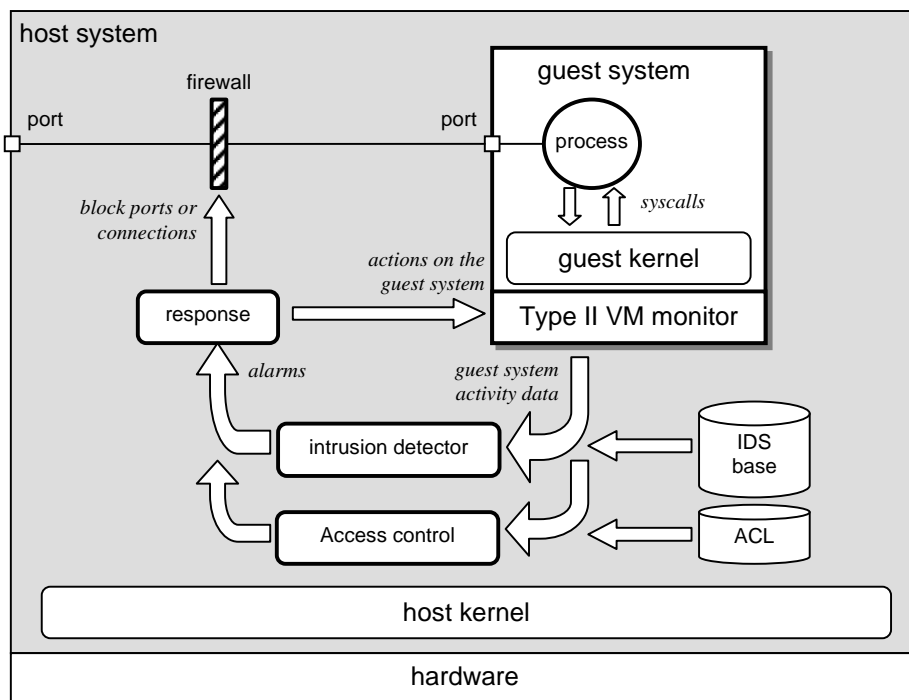 host system
firewall
guest system
port
port
process
block ports or
connections
syscalls
actions on the
guest system
guest kernel
response
Type II VM monitor
alarms
guest system
activity data
intrusion detector
IDS
base
Access control
ACL
host kernel
hardware